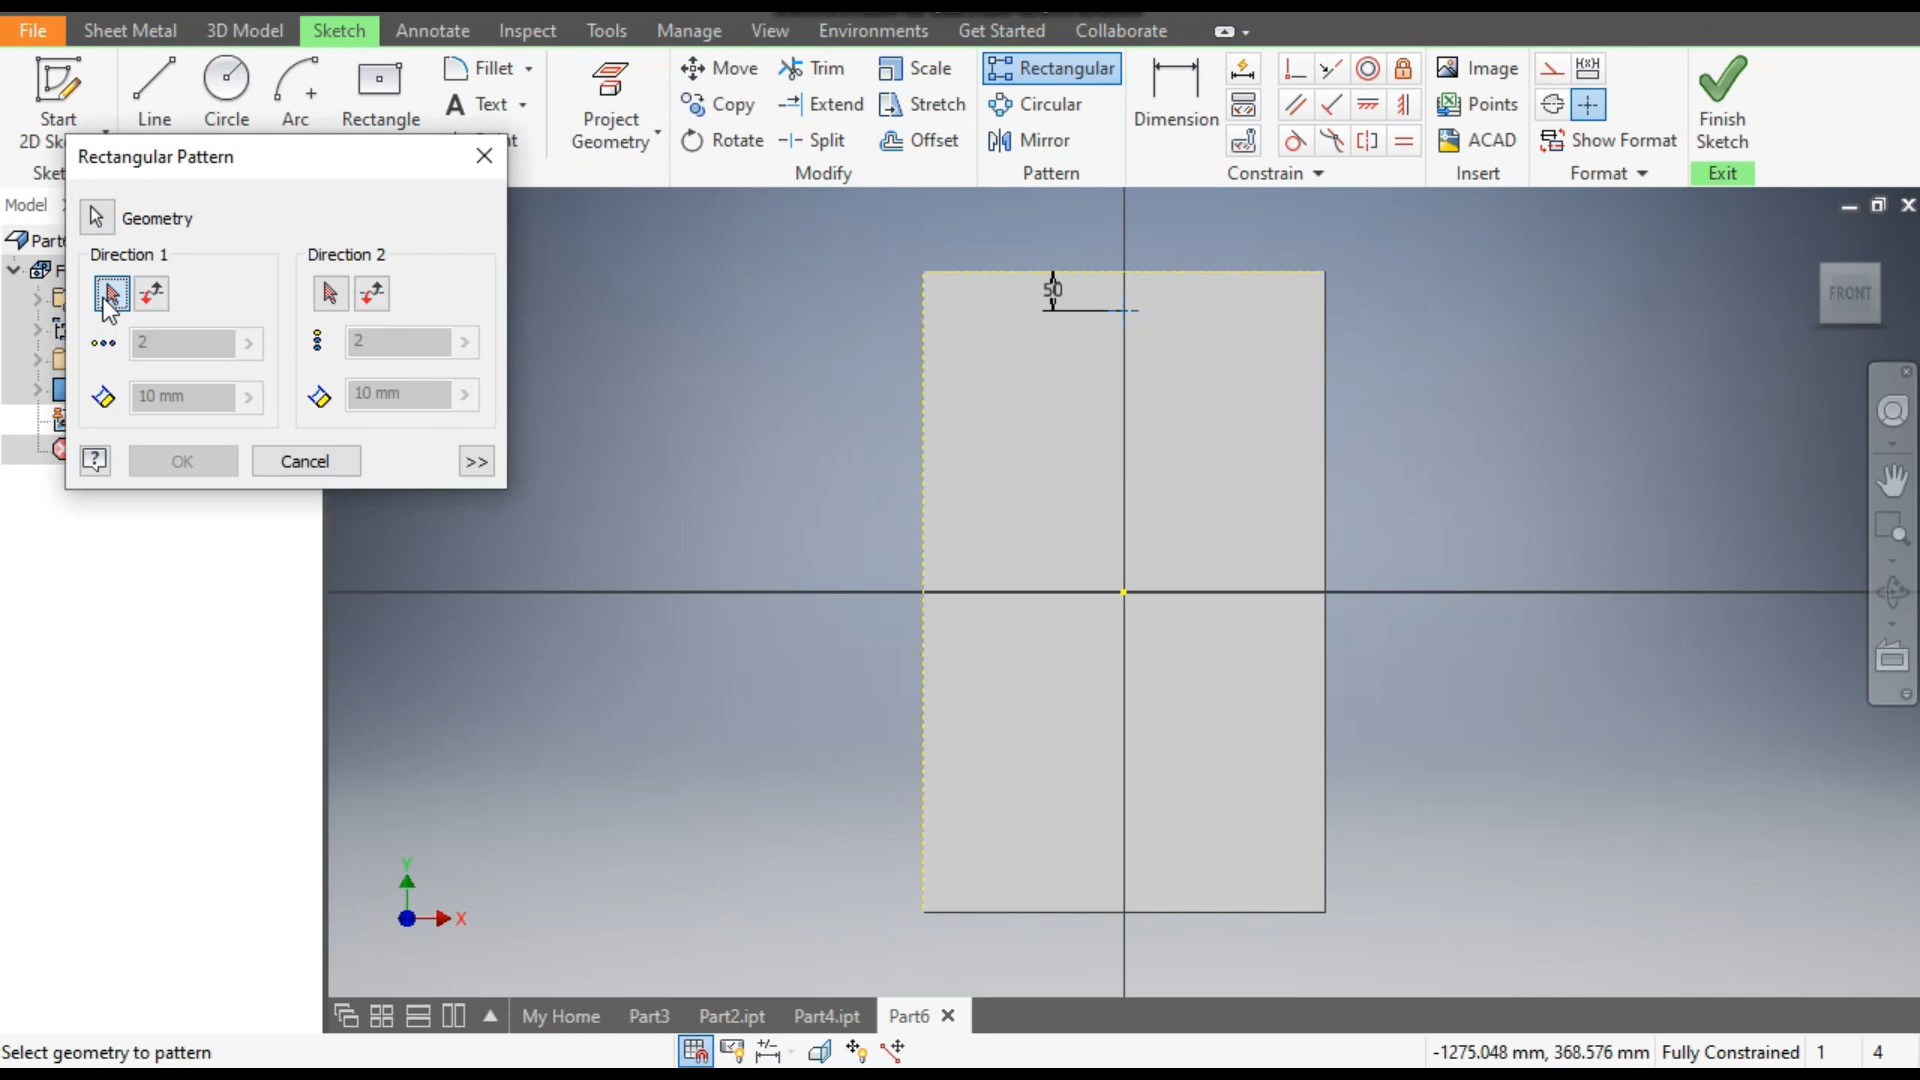 File Sheet Metal 3D Model Sketch Annotate Inspect Tools Manage View Environments Get Started Collaborate
Fillet Move Trim Scale Rectangular Image
Text Copy Extend Stretch Circular Points
Start Line Circle Arc Rectangle Project Dimension Finish
Geometry Rotate Split Offset Mirror ACAD Show Format Sketch
Modify Pattern Constrain Insert Format Exit
Rectangular Pattern
Model
Geometry
Direction 1 Direction 2
2 2
10 mm 10 mm
? OK Cancel >>
50
FRONT
Y
X
My Home Part3 Part2.ipt Part4.ipt Part6
Select geometry to pattern -1275.048 mm, 368.576 mm Fully Constrained 1 4